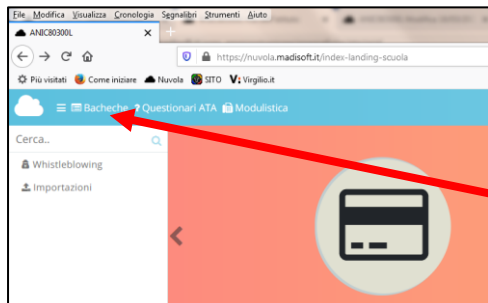 File Modifica Visualizza Cronologia Segnalibri Strumenti Aiuto
ANIC80300L
https://nuvola.madisoft.it/index-landing-scuola
Più visitati Come iniziare Nuvola SITO Virgilio.it
Bacheche ? Questionari ATA Modulistica
Cerca..
Whistleblowing
Importazioni